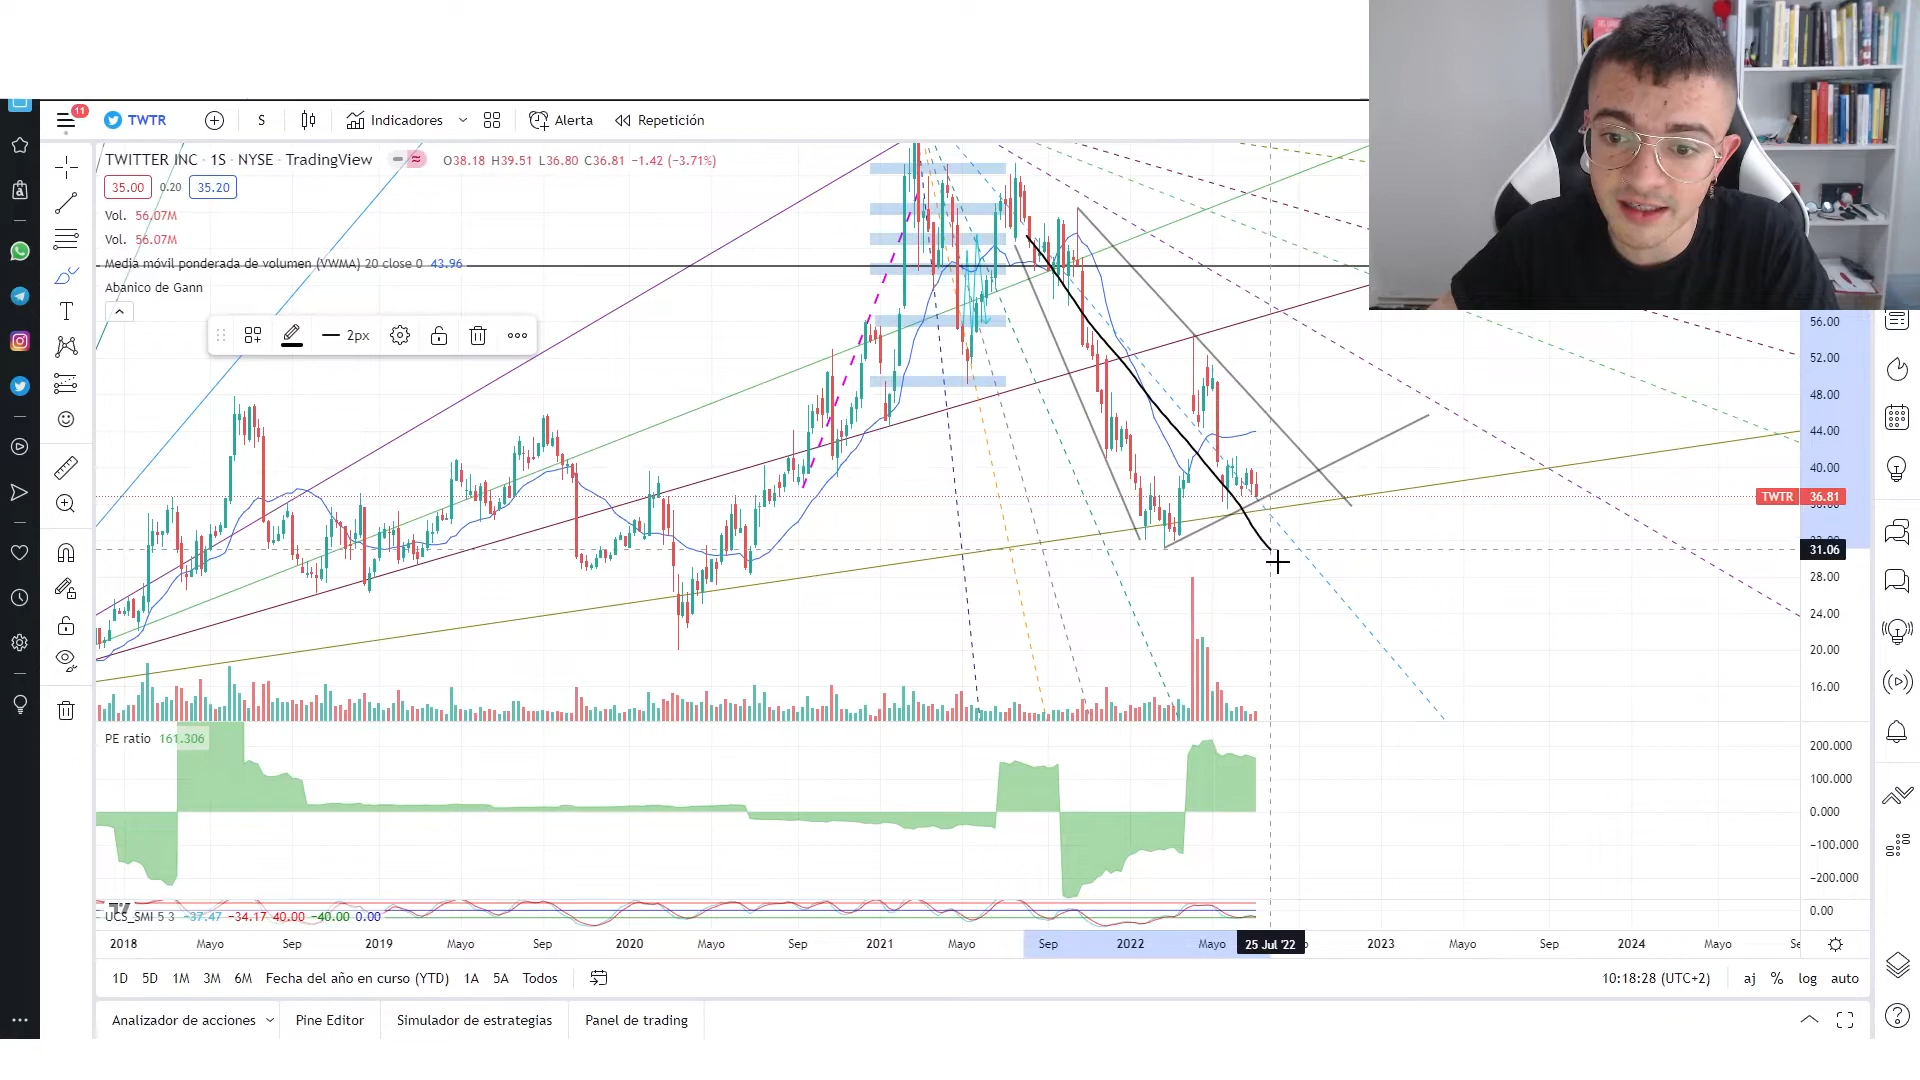 11
TWTR
S
Indicadores
Alerta
Repetición
TWITTER INC · 1S · NYSE · TradingView
O38.18 H39.51 L36.80 C36.81 −1.42 (−3.71%)
35.00 0.20 35.20
Vol. 56.07M
Vol. 56.07M
Media móvil ponderada de volumen (VWMA) 20 close 0 43.96
Abanico de Gann
2px
56.00
52.00
48.00
44.00
40.00
TWTR 36.81
31.06
28.00
24.00
20.00
16.00
PE ratio 161.306
200.000
100.000
0.000
−100.000
−200.000
UCS_SMI 5 3 −37.47 −34.17 40.00 −40.00 0.00
0.00
2018 Mayo Sep 2019 Mayo Sep 2020 Mayo Sep 2021 Mayo Sep 2022 Mayo 25 Jul '22 2023 Mayo Sep 2024 Mayo Se
1D 5D 1M 3M 6M Fecha del año en curso (YTD) 1A 5A Todos
10:18:28 (UTC+2) aj % log auto
Analizador de acciones Pine Editor Simulador de estrategias Panel de trading